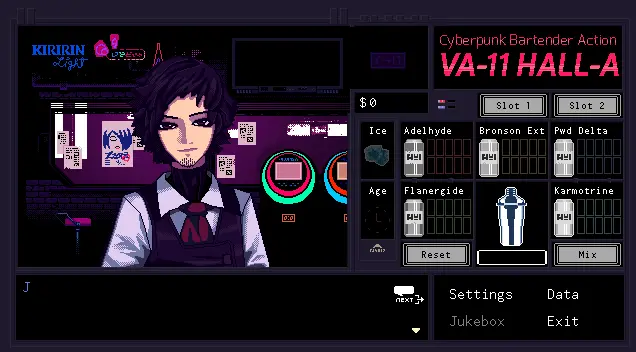 KIRIRIN
Light
Cyberpunk Bartender Action
VA-11 HALL-A
$0
Slot 1
Slot 2
Ice
Adelhyde
Bronson Ext
Pwd Delta
Age
Flanergide
Karmotrine
Reset
Mix
J
NEXT
Settings
Data
Jukebox
Exit